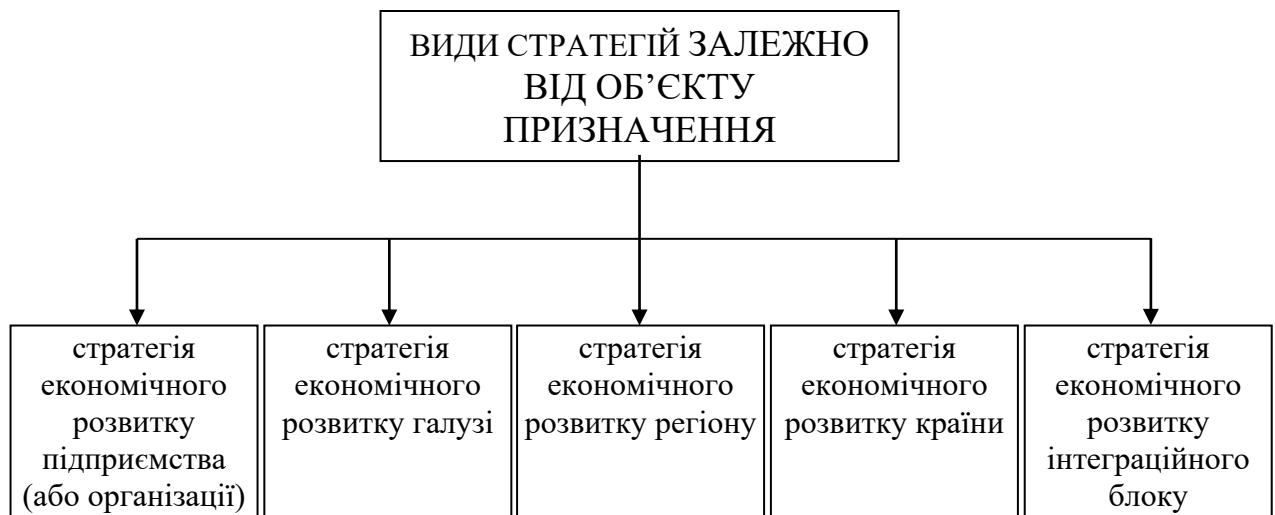 ВИДИ СТРАТЕГІЙ ЗАЛЕЖНО
ВІД ОБ’ЄКТУ
ПРИЗНАЧЕННЯ
стратегія
економічного
розвитку
підприємства
(або організації)
стратегія
економічного
розвитку галузі
стратегія
економічного
розвитку регіону
стратегія
економічного
розвитку країни
стратегія
економічного
розвитку
інтеграційного
блоку